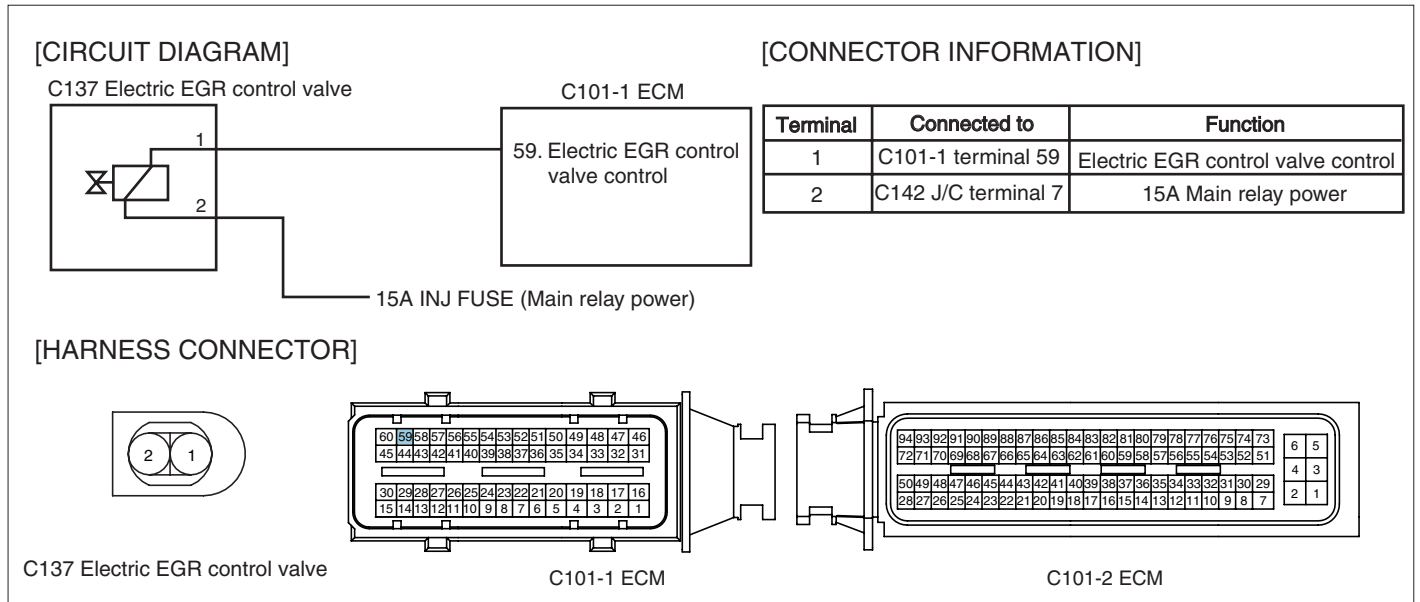 [CIRCUIT DIAGRAM]
C137 Electric EGR control valve
C101-1 ECM
1
59. Electric EGR control
valve control
2
15A INJ FUSE (Main relay power)
[CONNECTOR INFORMATION]
Terminal Connected to Function
1 C101-1 terminal 59 Electric EGR control valve control
2 C142 J/C terminal 7 15A Main relay power
[HARNESS CONNECTOR]
2 1
C137 Electric EGR control valve
60 59 58 57 56 55 54 53 52 51 50 49 48 47 46
45 44 43 42 41 40 39 38 37 36 35 34 33 32 31
30 29 28 27 26 25 24 23 22 21 20 19 18 17 16
15 14 13 12 11 10 9 8 7 6 5 4 3 2 1
C101-1 ECM
94 93 92 91 90 89 88 87 86 85 84 83 82 81 80 79 78 77 76 75 74 73
72 71 70 69 68 67 66 65 64 63 62 61 60 59 58 57 56 55 54 53 52 51
50 49 48 47 46 45 44 43 42 41 40 39 38 37 36 35 34 33 32 31 30 29
28 27 26 25 24 23 22 21 20 19 18 17 16 15 14 13 12 11 10 9 8 7
6 5
4 3
2 1
C101-2 ECM